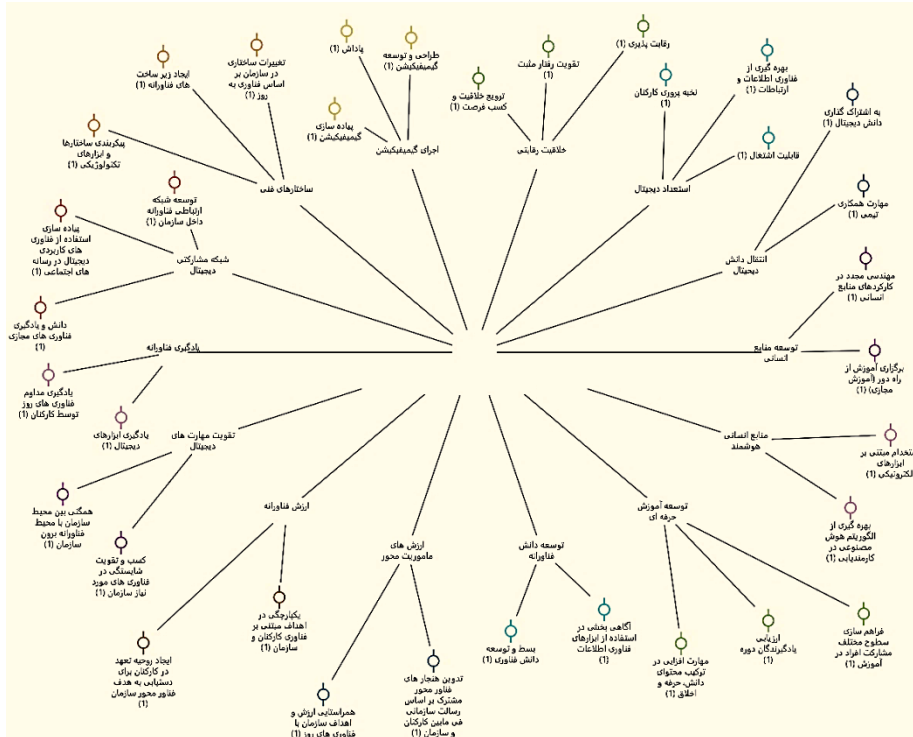 رقابت پذیری (1)
تقویت رفتار مثبت
(1)
ترویج خلاقیت و
کسب فرصت (1)
خلاقیت رقابتی
بهره گیری از
فناوری اطلاعات و
ارتباطات (1)
نخبه پروری کارکنان
(1)
قابلیت اشتغال (1)
استعداد دیجیتال
به اشتراک گذاری
دانش دیجیتال (1)
مهارت همکاری
تیمی (1)
انتقال دانش
دیجیتال
مهندسی مجدد در
کارکردهای منابع
انسانی (1)
برگزاری آموزش از
راه دور (آموزش
مجازی) (1)
توسعه منابع
انسانی
ستخدام مبتنی بر
ابزارهای
لکترونیکی (1)
بهره گیری از
الگوریتم هوش
مصنوعی در
کارمندیابی (1)
منابع انسانی
هوشمند
توسعه آموزش
حرفه ای
فراهم سازی
سطوح مختلف
مشارکت افراد در
آموزش (1)
ارزیابی
یادگیرندگان دوره
(1)
مهارت افزایی در
ترکیب محتوای
دانش، حرفه و
اخلاق (1)
توسعه دانش
فناورانه
آگاهی بخشی در
استفاده از ابزارهای
فناوری اطلاعات
(1)
بسط و توسعه
دانش فناوری (1)
ارزش های
ماموریت محور
تدوین هنجار های
فناور محور
مشترک بر اساس
رسالت سازمانی
فی مابین کارکنان
و سازمان (1)
همراستایی ارزش و
اهداف سازمان با
فناوری های روز (1)
ارزش فناورانه
یکپارچگی در
اهداف مبتنی بر
فناوری کارکنان و
سازمان (1)
ایجاد روحیه تعهد
در کارکنان برای
دستیابی به هدف
فناور محور سازمان
(1)
تقویت مهارت های
دیجیتال
کسب و تقویت
شایستگی در
فناوری های مورد
نیاز سازمان (1)
همگنی بین محیط
سازمان با محیط
فناورانه برون
سازمان (1)
یادگیری فناورانه
یادگیری ابزارهای
دیجیتال (1)
یادگیری مداوم
فناوری های روز
توسط کارکنان (1)
شبکه مشارکتی
دیجیتال
توسعه شبکه
ارتباطی فناورانه
داخل سازمان (1)
پیاده سازی
استفاده از فناوری
های کاربردی
دیجیتال در رسانه
های اجتماعی (1)
دانش و یادگیری
فناوری های مجازی
(1)
ساختارهای فنی
تغییرات ساختاری
در سازمان بر
اساس فناوری به
روز (1)
ایجاد زیر ساخت
های فناورانه (1)
پیکربندی ساختارها
و ابزارهای
تکنولوژیکی (1)
اجرای گیمیفیکیشن
طراحی و توسعه
گیمیفیکیشن (1)
پاداش (1)
پیاده سازی
گیمیفیکیشن (1)